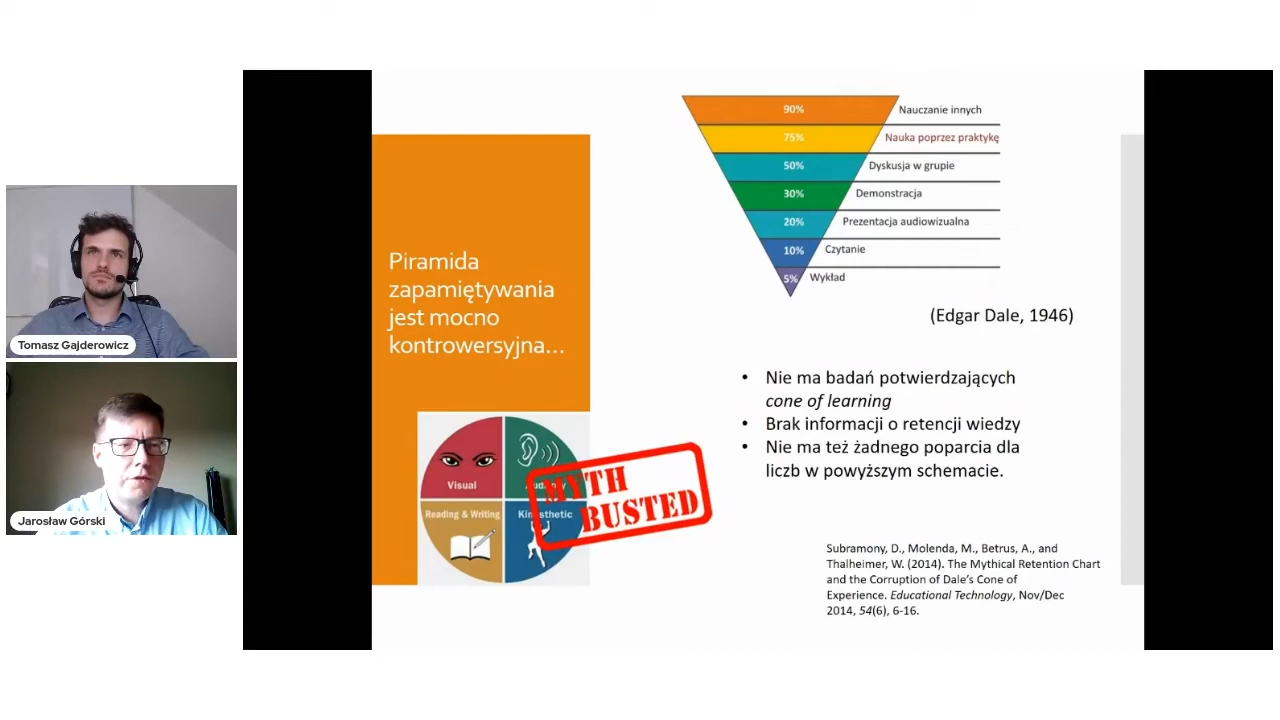 Tomasz Gajderowicz
Jarosław Górski
Piramida
zapamiętywania
jest mocno
kontrowersyjna...
90% Nauczanie innych
75% Nauka poprzez praktykę
50% Dyskusja w grupie
30% Demonstracja
20% Prezentacja audiowizualna
10% Czytanie
5% Wykład
(Edgar Dale, 1946)
• Nie ma badań potwierdzających
cone of learning
• Brak informacji o retencji wiedzy
• Nie ma też żadnego poparcia dla
liczb w powyższym schemacie.
Visual
Reading & Writing
Kinesthetic
MYTH
BUSTED
Subramony, D., Molenda, M., Betrus, A., and
Thalheimer, W. (2014). The Mythical Retention Chart
and the Corruption of Dale's Cone of
Experience. Educational Technology, Nov/Dec
2014, 54(6), 6-16.